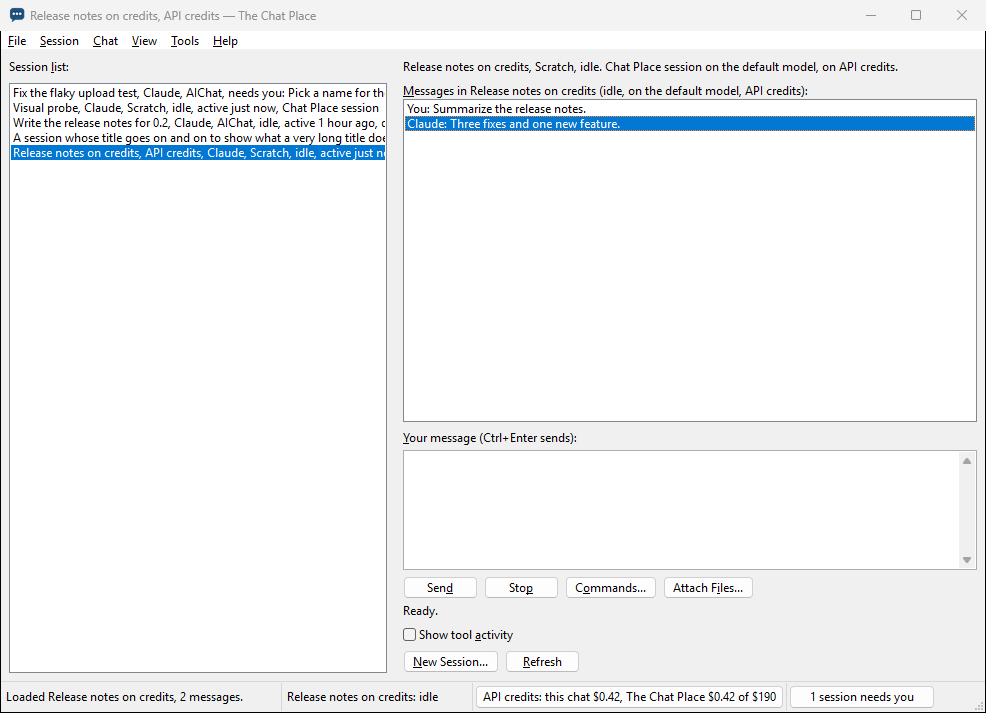 Release notes on credits, API credits — The Chat Place
File Session Chat View Tools Help
Session list:
Fix the flaky upload test, Claude, AIChat, needs you: Pick a name for th
Visual probe, Claude, Scratch, idle, active just now, Chat Place session
Write the release notes for 0.2, Claude, AIChat, idle, active 1 hour ago, c
A session whose title goes on and on to show what a very long title doe
Release notes on credits, API credits, Claude, Scratch, idle, active just n
Release notes on credits, Scratch, idle. Chat Place session on the default model, on API credits.
Messages in Release notes on credits (idle, on the default model, API credits):
You: Summarize the release notes.
Claude: Three fixes and one new feature.
Your message (Ctrl+Enter sends):
Send Stop Commands... Attach Files...
Ready.
Show tool activity
New Session... Refresh
Loaded Release notes on credits, 2 messages.
Release notes on credits: idle
API credits: this chat $0.42, The Chat Place $0.42 of $190
1 session needs you